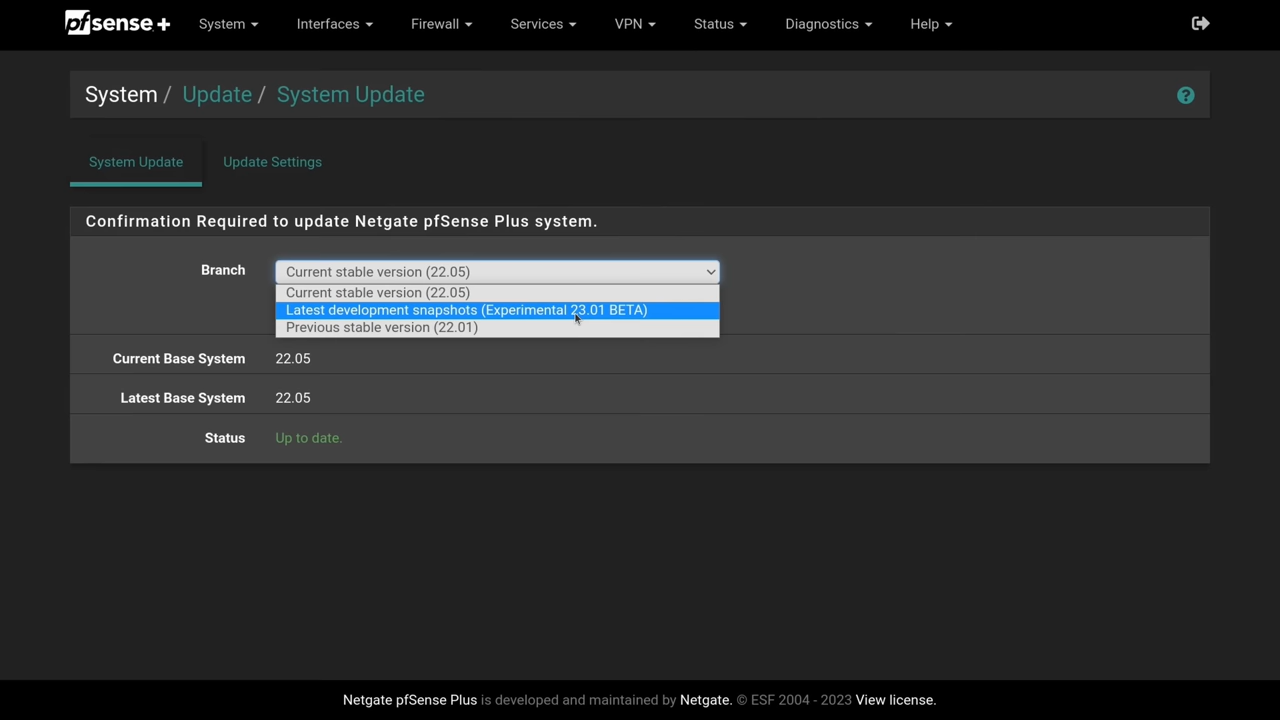 pfsense + System Interfaces Firewall Services VPN Status Diagnostics Help
System / Update / System Update ?
System Update Update Settings
Confirmation Required to update Netgate pfSense Plus system.
Branch Current stable version (22.05)
Current stable version (22.05)
Latest development snapshots (Experimental 23.01 BETA)
Previous stable version (22.01)
Current Base System 22.05
Latest Base System 22.05
Status Up to date.
Netgate pfSense Plus is developed and maintained by Netgate. © ESF 2004 - 2023 View license.